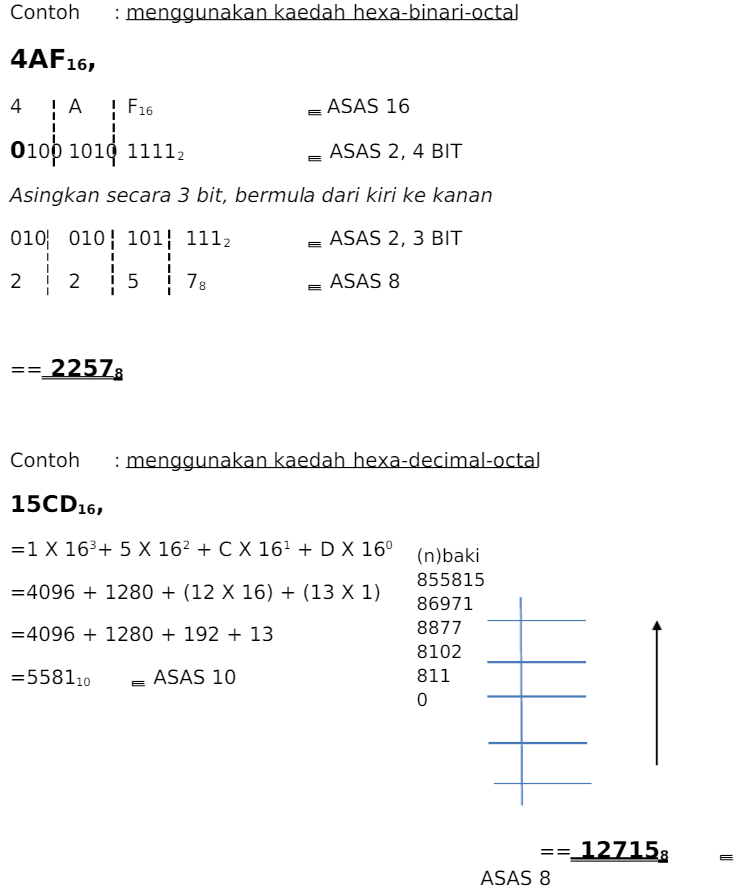 Contoh : menggunakan kaedah hexa-binari-octal
4AF₁₆,
4 A F₁₆ ≡ ASAS 16
0100 1010 1111₂ ≡ ASAS 2, 4 BIT
Asingkan secara 3 bit, bermula dari kiri ke kanan
010 010 101 111₂ ≡ ASAS 2, 3 BIT
2 2 5 7₈ ≡ ASAS 8
== 2257₈
Contoh : menggunakan kaedah hexa-decimal-octal
15CD₁₆,
=1 X 16³+ 5 X 16² + C X 16¹ + D X 16⁰
=4096 + 1280 + (12 X 16) + (13 X 1)
=4096 + 1280 + 192 + 13
=5581₁₀ ≡ ASAS 10
(n)baki
855815
86971
8877
8102
811
0
== 12715₈ ≡
ASAS 8